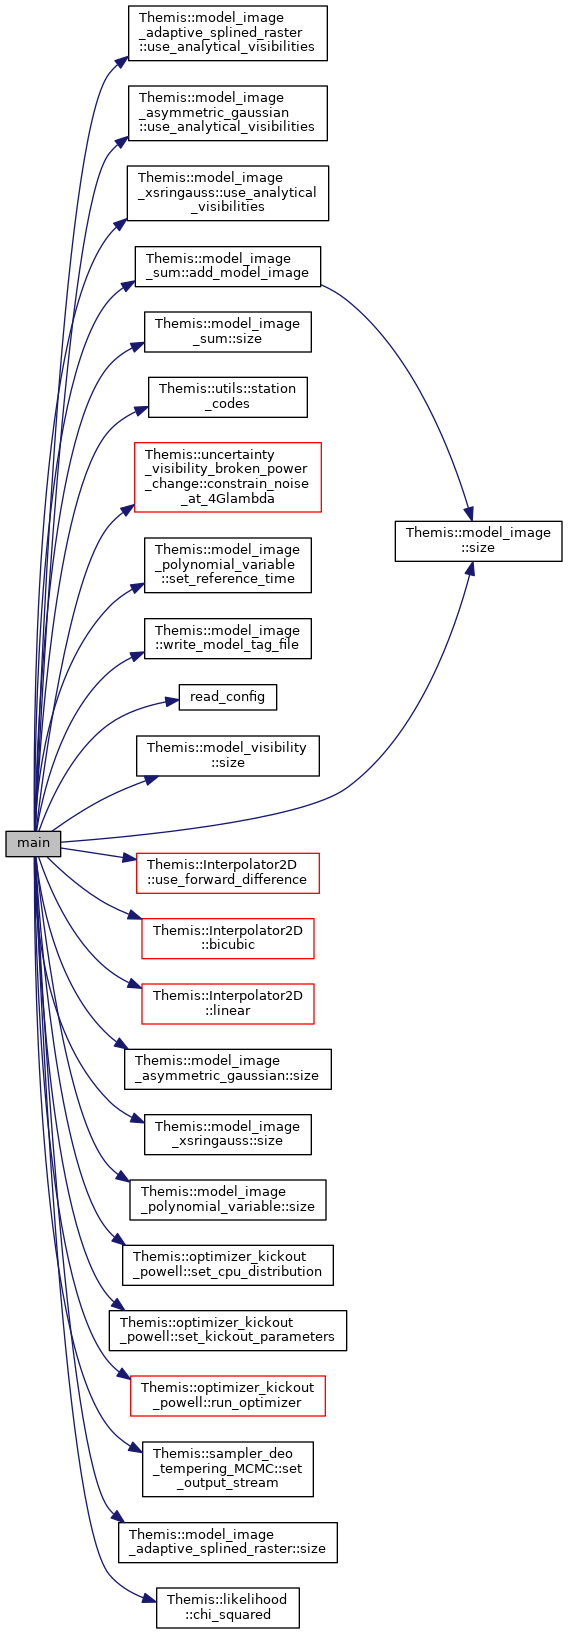 Themis::model_image
_adaptive_splined_raster
::use_analytical_visibilities
Themis::model_image
_asymmetric_gaussian
::use_analytical_visibilities
Themis::model_image
_xsringauss::use_analytical
_visibilities
Themis::model_image
_sum::add_model_image
Themis::model_image
_sum::size
Themis::utils::station
_codes
Themis::uncertainty
_visibility_broken_power
_change::constrain_noise
_at_4Glambda
Themis::model_image
::size
Themis::model_image
_polynomial_variable
::set_reference_time
Themis::model_image
::write_model_tag_file
read_config
Themis::model_visibility
::size
main
Themis::Interpolator2D
::use_forward_difference
Themis::Interpolator2D
::bicubic
Themis::Interpolator2D
::linear
Themis::model_image
_asymmetric_gaussian::size
Themis::model_image
_xsringauss::size
Themis::model_image
_polynomial_variable::size
Themis::optimizer_kickout
_powell::set_cpu_distribution
Themis::optimizer_kickout
_powell::set_kickout_parameters
Themis::optimizer_kickout
_powell::run_optimizer
Themis::sampler_deo
_tempering_MCMC::set
_output_stream
Themis::model_image
_adaptive_splined_raster::size
Themis::likelihood
::chi_squared